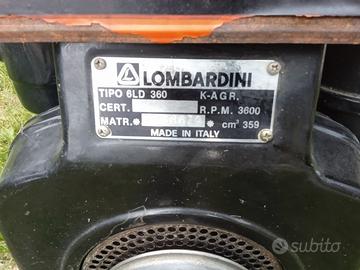 LOMBARDINI
TIPO 6LD 360 K-AGR.
CERT. R.P.M. 3600
MATR.* * cm³ 359
MADE IN ITALY
subito